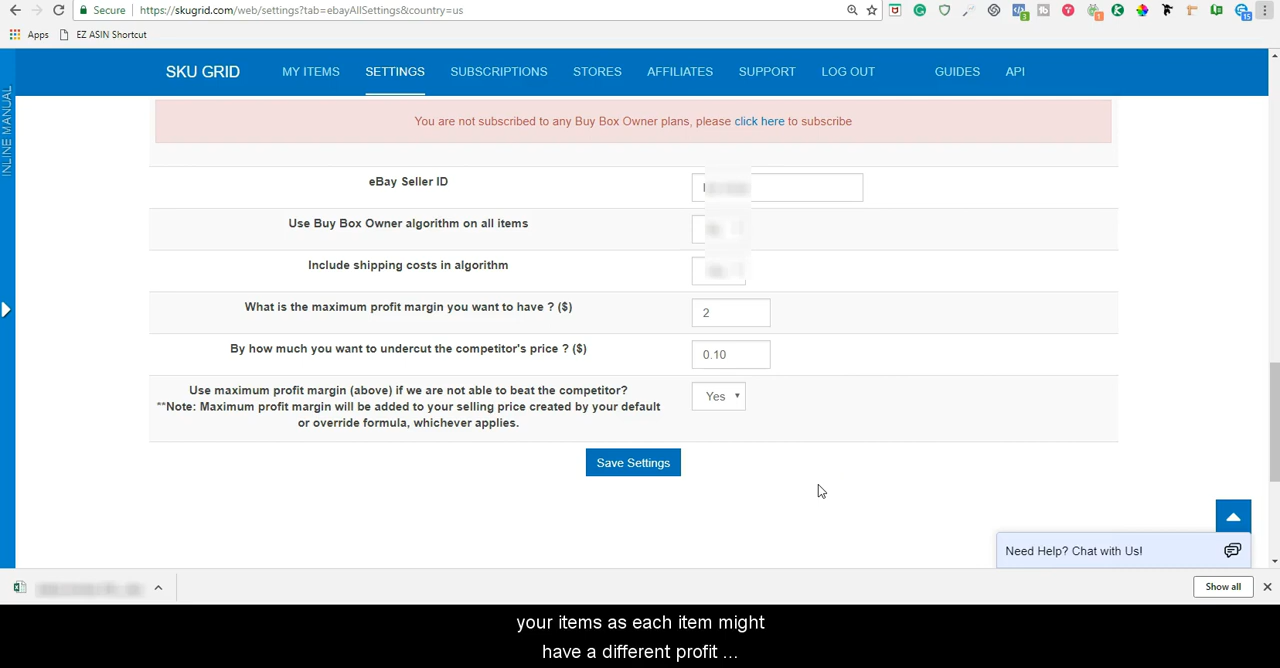 Secure https://skugrid.com/web/settings?tab=ebayAllSettings&country=us
Apps EZ ASIN Shortcut
SKU GRID MY ITEMS SETTINGS SUBSCRIPTIONS STORES AFFILIATES SUPPORT LOG OUT GUIDES API
INLINE MANUAL
You are not subscribed to any Buy Box Owner plans, please click here to subscribe
eBay Seller ID
Use Buy Box Owner algorithm on all items
Include shipping costs in algorithm
What is the maximum profit margin you want to have ? ($) 2
By how much you want to undercut the competitor's price ? ($) 0.10
Use maximum profit margin (above) if we are not able to beat the competitor? Yes
**Note: Maximum profit margin will be added to your selling price created by your default
or override formula, whichever applies.
Save Settings
Need Help? Chat with Us!
Show all
your items as each item might
have a different profit ...